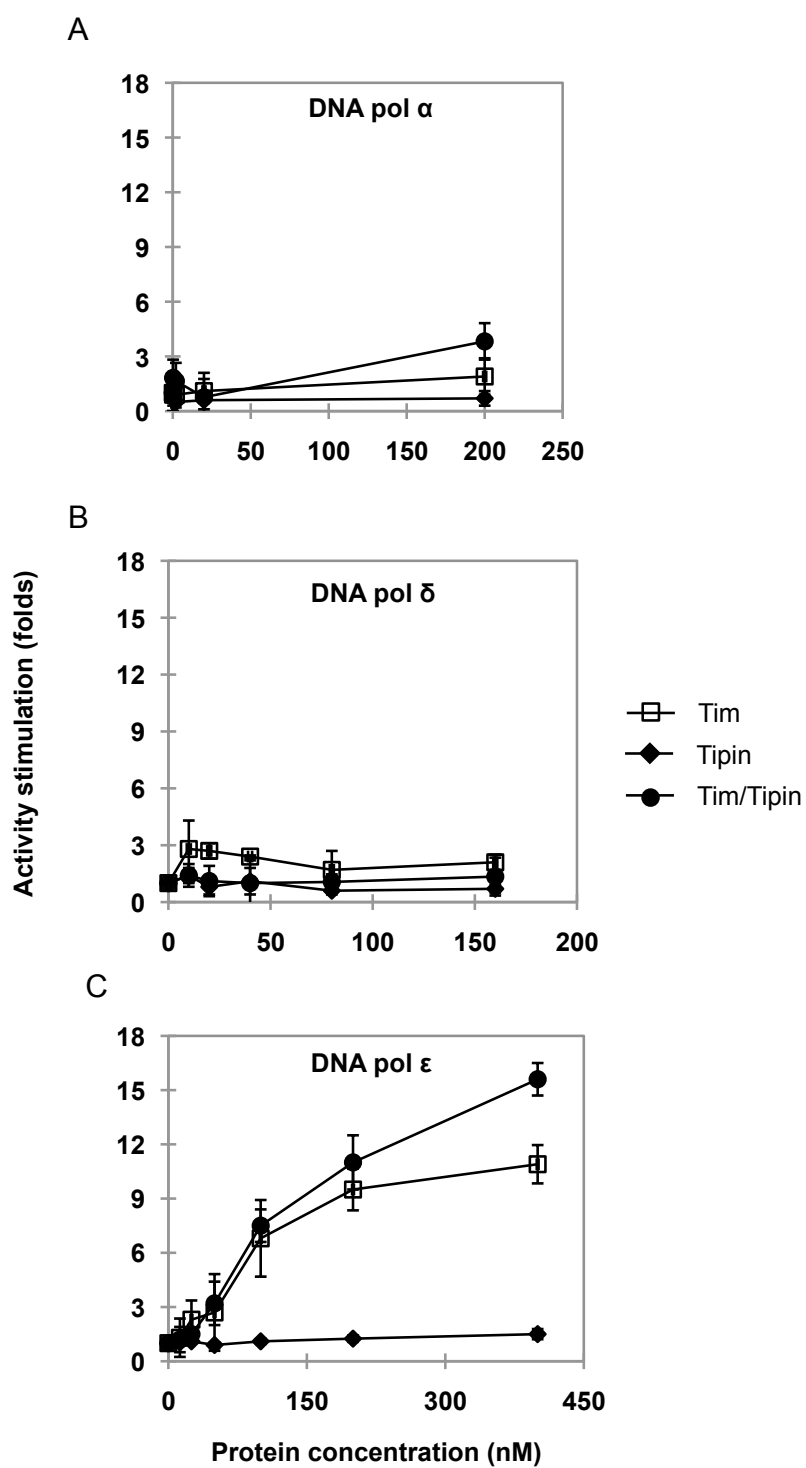 A
18
15
12
9
6
3
0
DNA pol α
0 50 100 150 200 250
B
18
15
12
9
6
3
0
DNA pol δ
0 50 100 150 200
Activity stimulation (folds)
Tim
Tipin
Tim/Tipin
C
18
15
12
9
6
3
0
DNA pol ε
0 150 300 450
Protein concentration (nM)